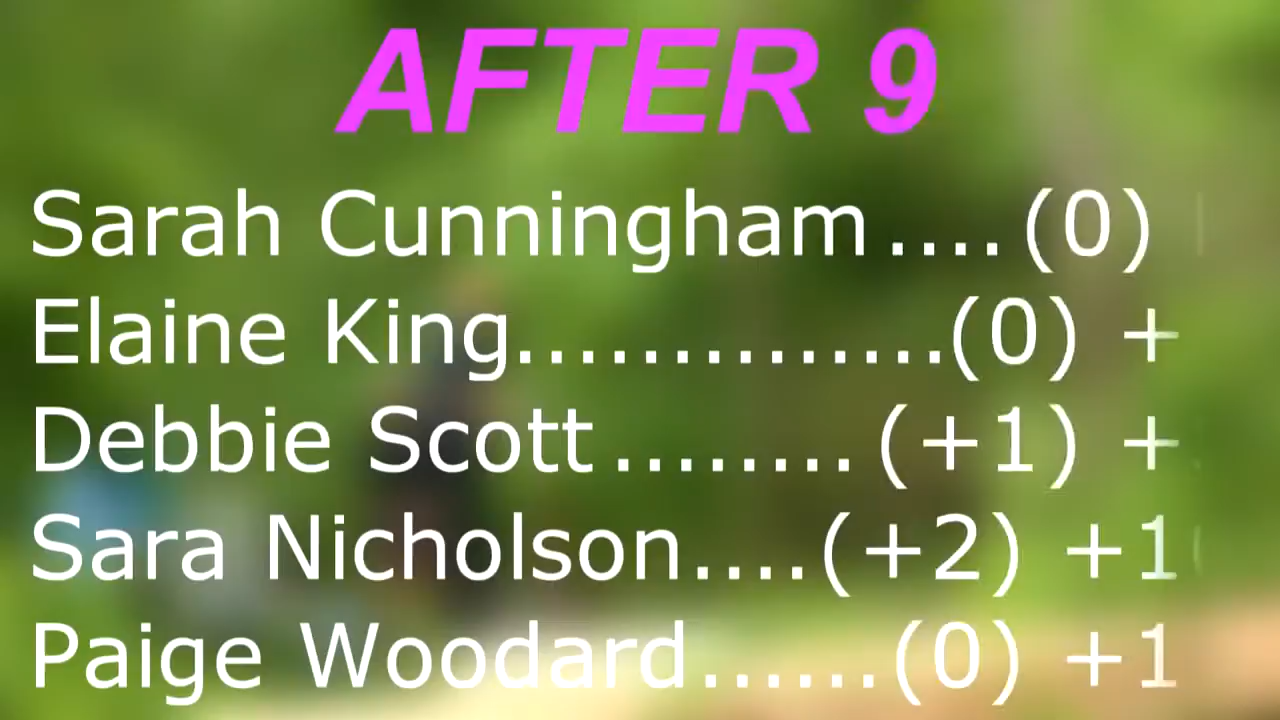 AFTER 9
Sarah Cunningham....(0)
Elaine King..............(0) +
Debbie Scott........(+1) +
Sara Nicholson....(+2) +1
Paige Woodard......(0) +1